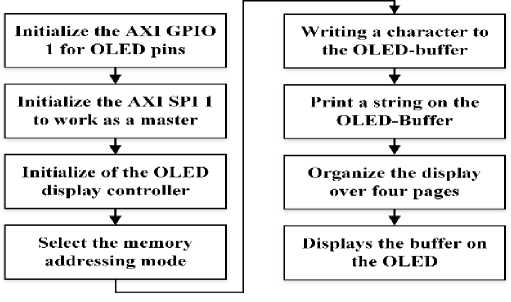 Initialize the AXI GPIO
1 for OLED pins
Initialize the AXI SPI 1
to work as a master
Initialize of the OLED
display controller
Select the memory
addressing mode
Writing a character to
the OLED-buffer
Print a string on the
OLED-Buffer
Organize the display
over four pages
Displays the buffer on
the OLED